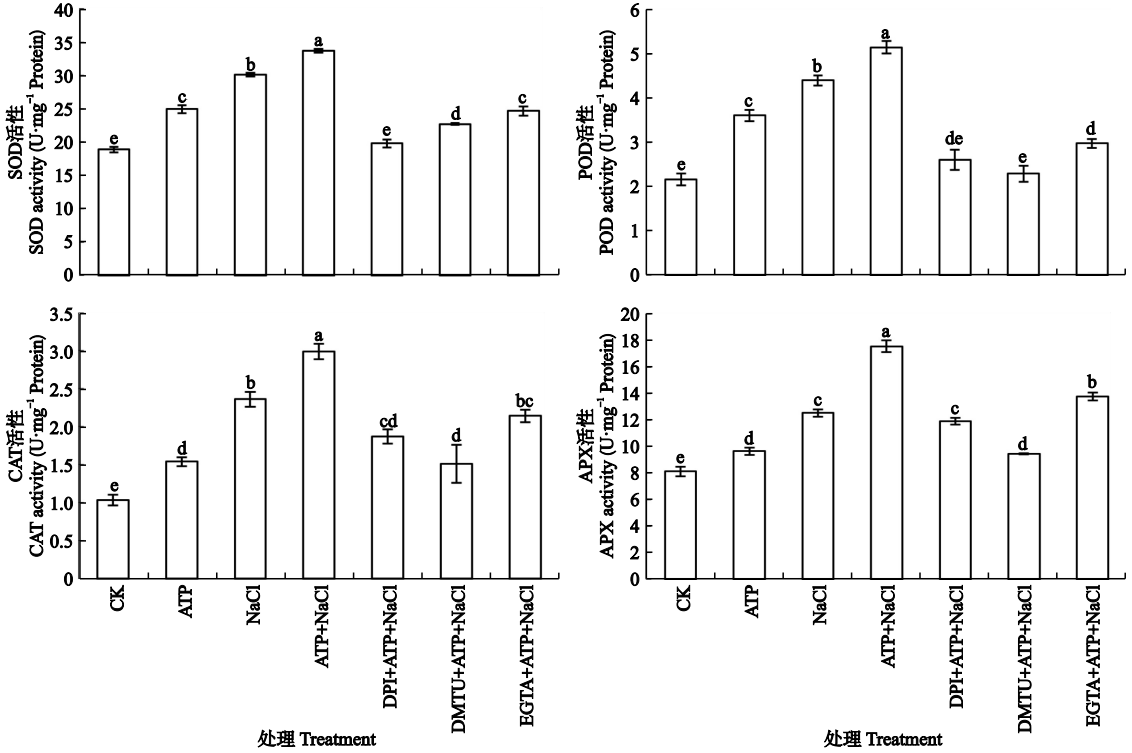 SOD活性
SOD activity (U·mg⁻¹ Protein)
40
35
30
25
20
15
10
5
0
e
c
b
a
e
d
c
POD活性
POD activity (U·mg⁻¹ Protein)
6
5
4
3
2
1
0
e
c
b
a
de
e
d
CAT活性
CAT activity (U·mg⁻¹ Protein)
3.5
3.0
2.5
2.0
1.5
1.0
0.5
0
e
d
b
a
cd
d
bc
CK
ATP
NaCl
ATP+NaCl
DPI+ATP+NaCl
DMTU+ATP+NaCl
EGTA+ATP+NaCl
处理 Treatment
APX活性
APX activity (U·mg⁻¹ Protein)
20
18
16
14
12
10
8
6
4
2
0
e
d
c
a
c
d
b
CK
ATP
NaCl
ATP+NaCl
DPI+ATP+NaCl
DMTU+ATP+NaCl
EGTA+ATP+NaCl
处理 Treatment